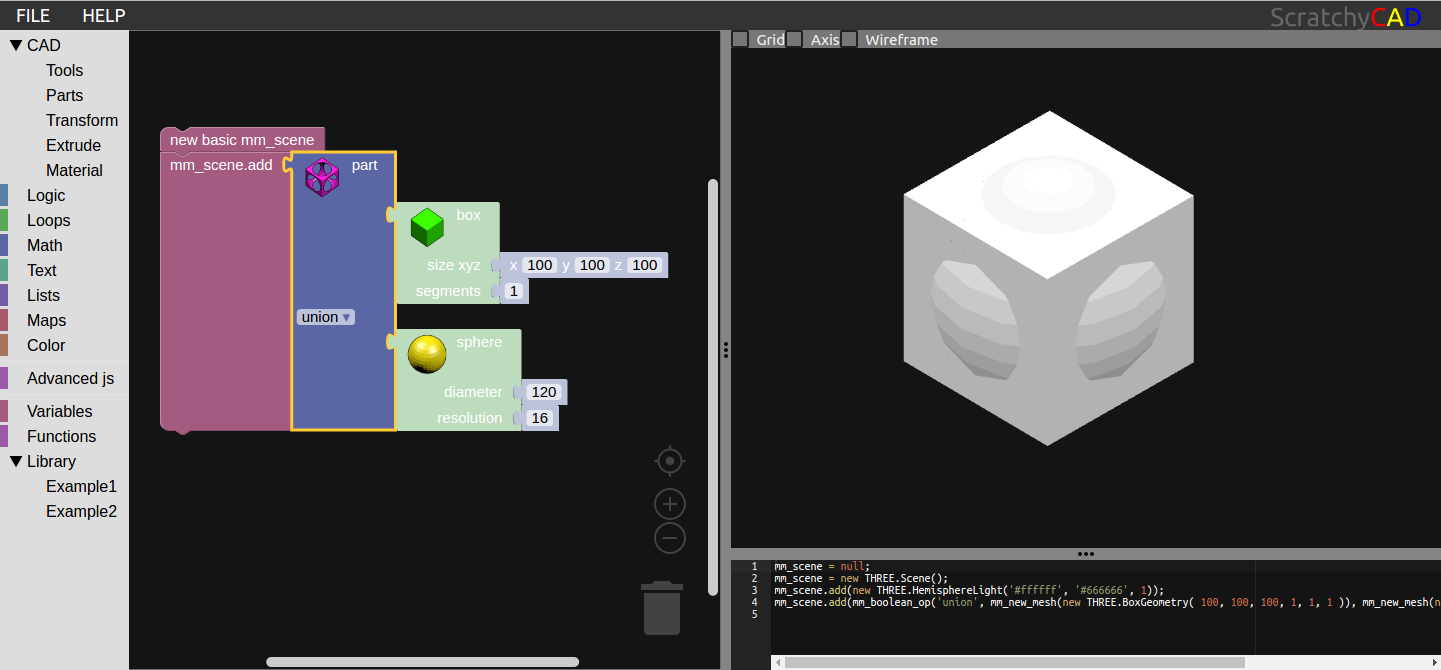 FILE HELP ScratchyCAD
CAD
Tools
Parts
Transform
Extrude
Material
Logic
Loops
Math
Text
Lists
Maps
Color
Advanced js
Variables
Functions
Library
Example1
Example2
new basic mm_scene
mm_scene.add part
box
size xyz x 100 y 100 z 100
segments 1
union ▾
sphere
diameter 120
resolution 16
Grid Axis Wireframe
1 mm_scene = null;
2 mm_scene = new THREE.Scene();
3 mm_scene.add(new THREE.HemisphereLight('#ffffff', '#666666', 1));
4 mm_scene.add(mm_boolean_op('union', mm_new_mesh(new THREE.BoxGeometry( 100, 100, 100, 1, 1, 1 )), mm_new_mesh(n
5